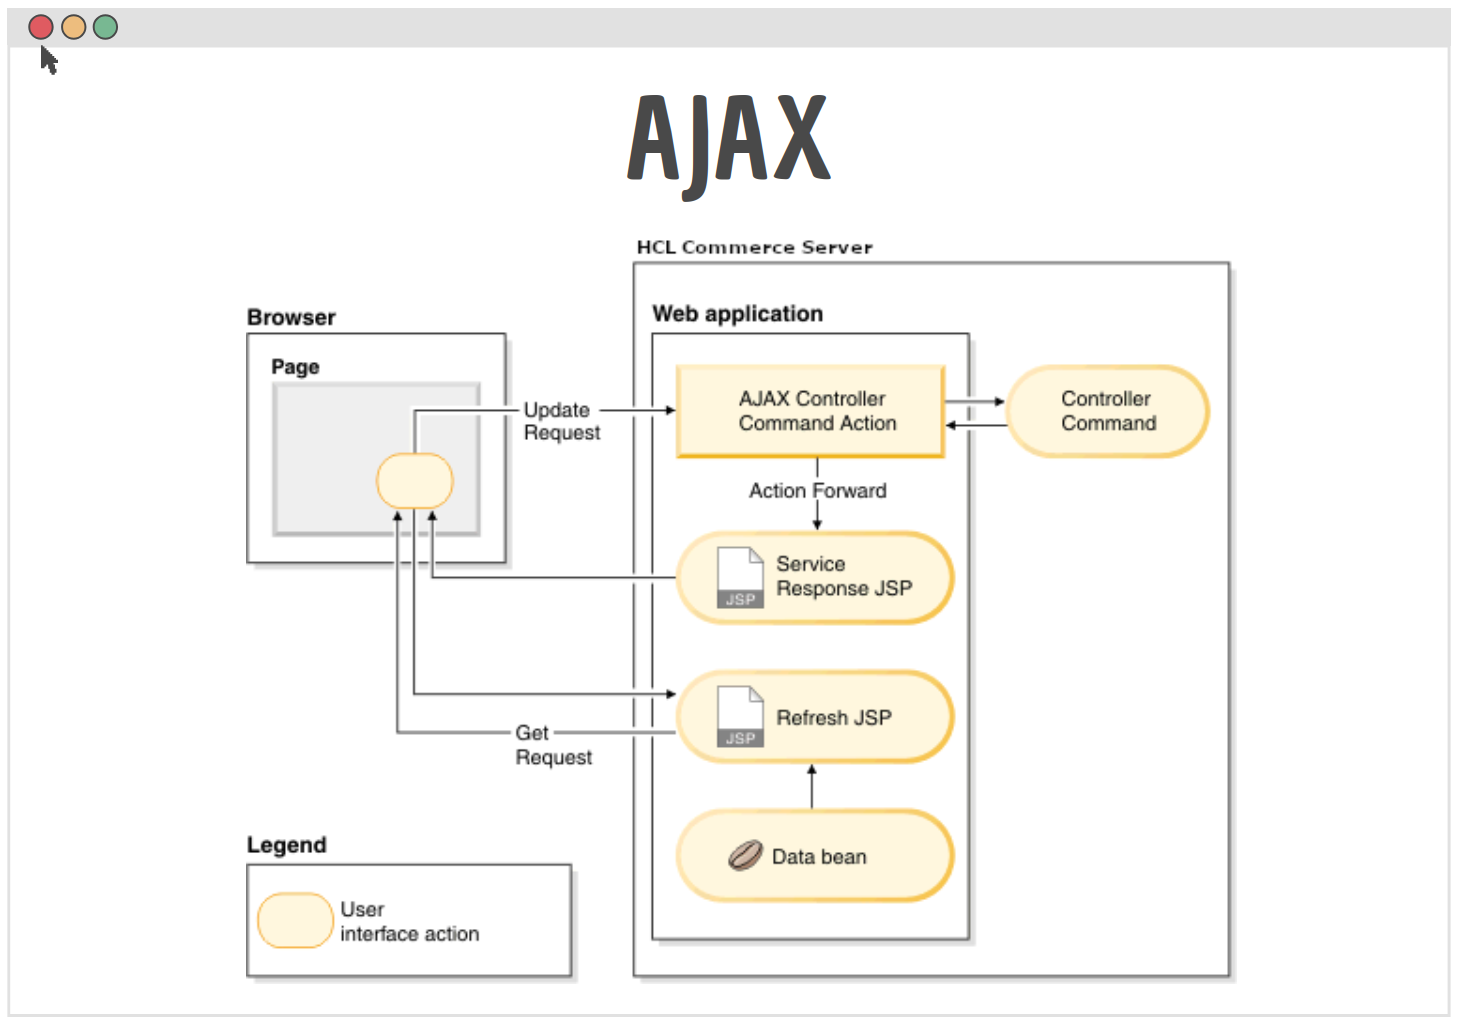 AJAX
HCL Commerce Server
Browser
Web application
Page
Update
Request
AJAX Controller
Command Action
Controller
Command
Action Forward
Service
Response JSP
JSP
Refresh JSP
JSP
Get
Request
Data bean
Legend
User
interface action